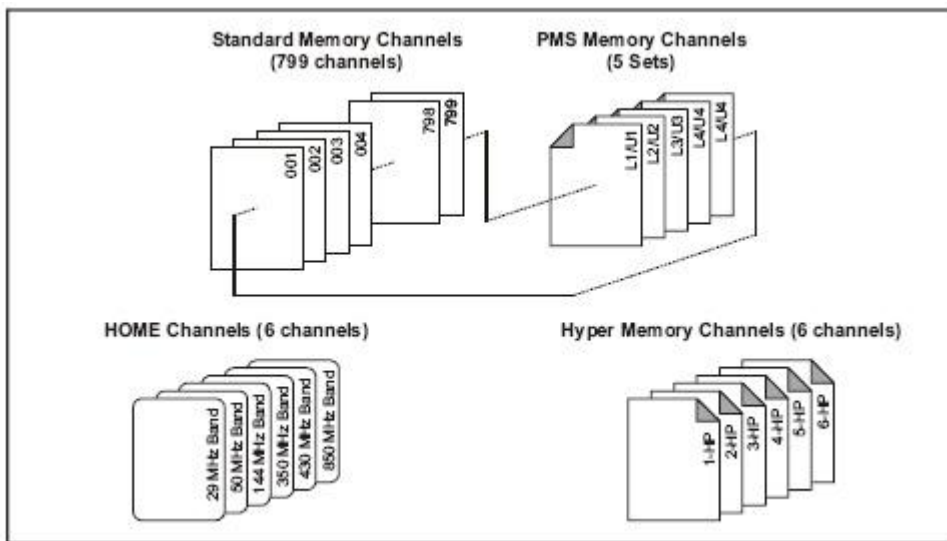 Standard Memory Channels
(799 channels)
001
002
003
004
798
799
PMS Memory Channels
(5 Sets)
L1/U1
L2/U2
L3/U3
L4/U4
L4/U4
HOME Channels (6 channels)
29 MHz Band
50 MHz Band
144 MHz Band
350 MHz Band
430 MHz Band
850 MHz Band
Hyper Memory Channels (6 channels)
1-HP
2-HP
3-HP
4-HP
5-HP
6-HP